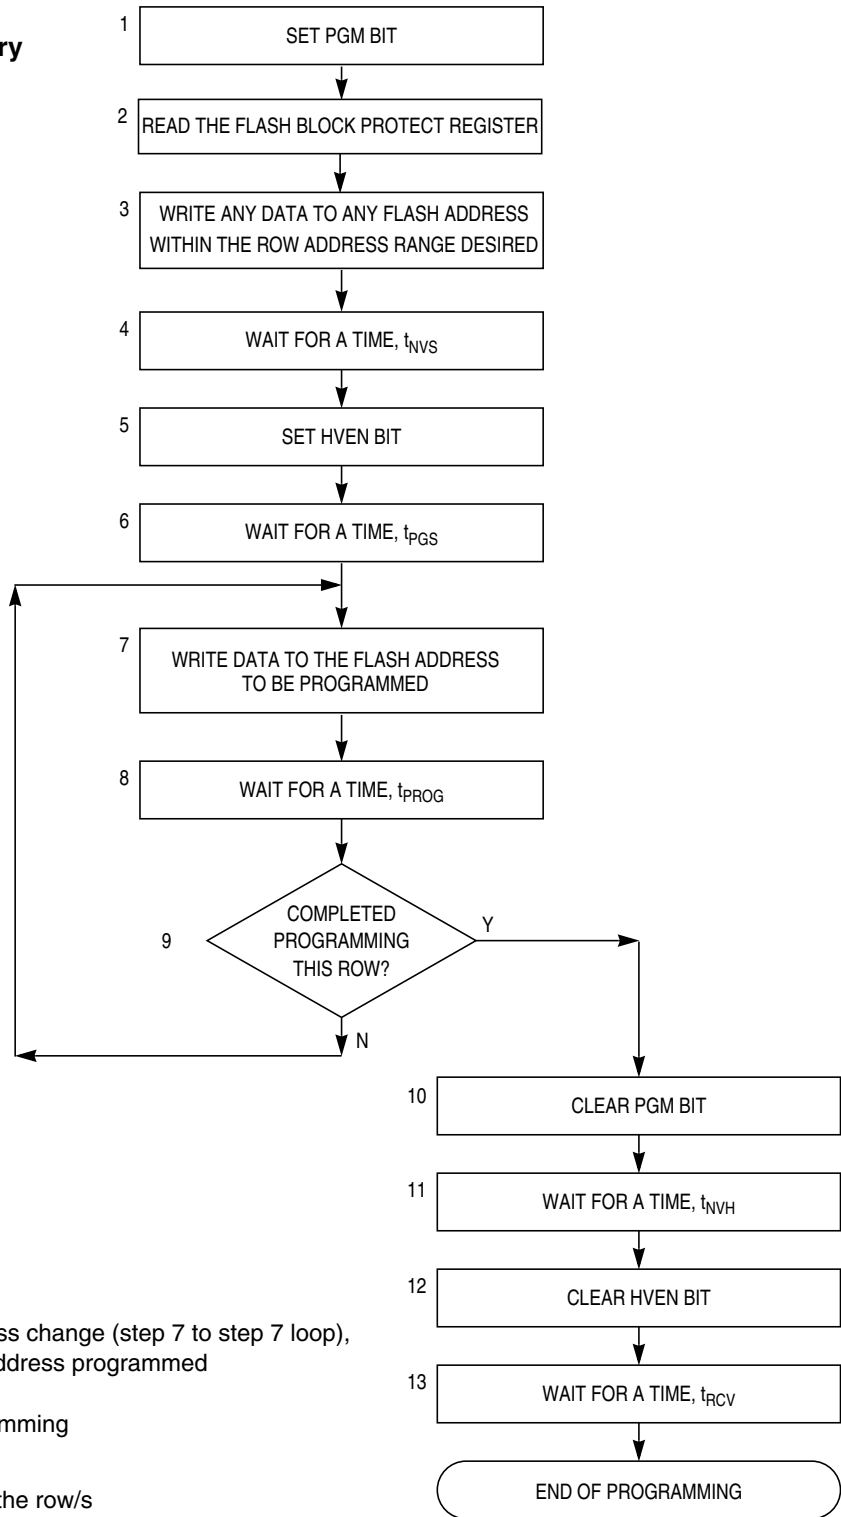 1
SET PGM BIT
ry
2
READ THE FLASH BLOCK PROTECT REGISTER
3
WRITE ANY DATA TO ANY FLASH ADDRESS
WITHIN THE ROW ADDRESS RANGE DESIRED
4
WAIT FOR A TIME, tNVS
5
SET HVEN BIT
6
WAIT FOR A TIME, tPGS
7
WRITE DATA TO THE FLASH ADDRESS
TO BE PROGRAMMED
8
WAIT FOR A TIME, tPROG
9
COMPLETED
PROGRAMMING
THIS ROW?
Y
N
10
CLEAR PGM BIT
11
WAIT FOR A TIME, tNVH
12
CLEAR HVEN BIT
13
WAIT FOR A TIME, tRCV
END OF PROGRAMMING
ss change (step 7 to step 7 loop),
ddress programmed
mming
the row/s